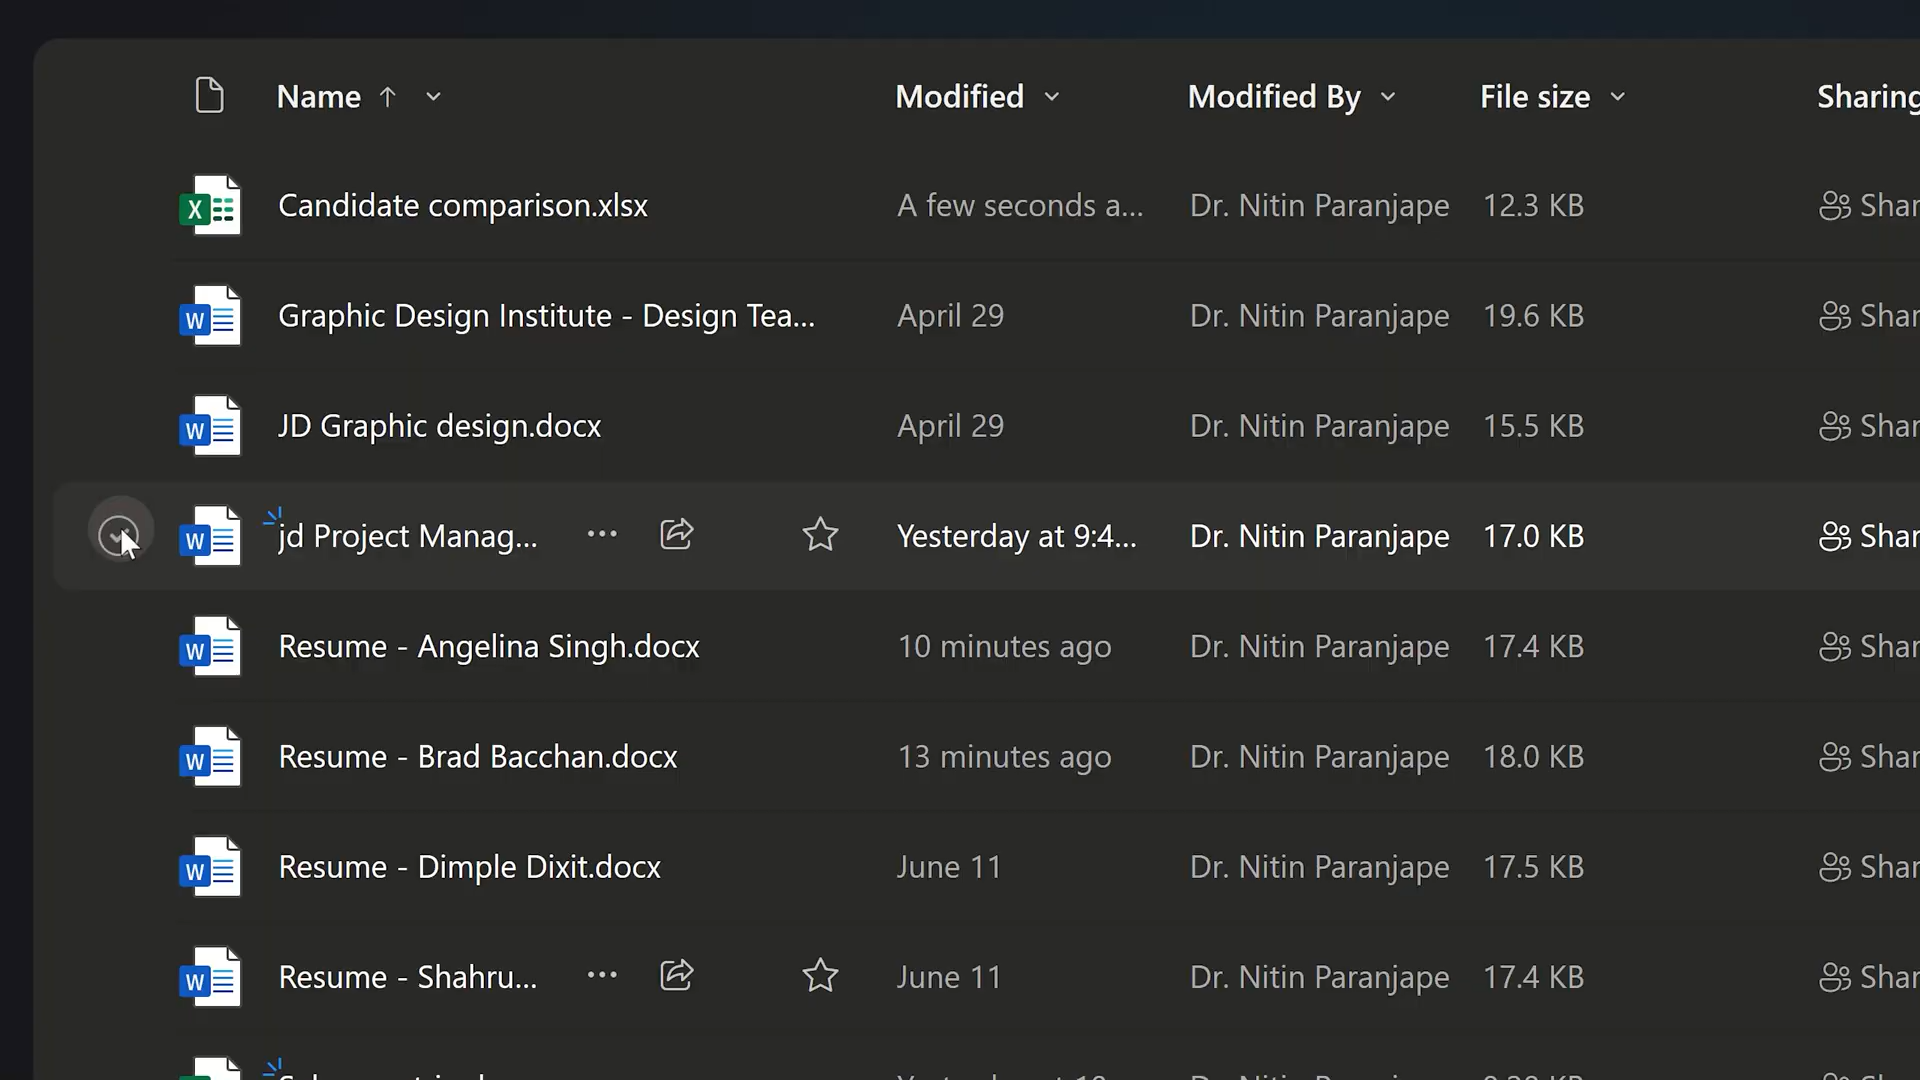 Name Modified Modified By File size Sharing
Candidate comparison.xlsx A few seconds a... Dr. Nitin Paranjape 12.3 KB Shar
Graphic Design Institute - Design Tea... April 29 Dr. Nitin Paranjape 19.6 KB Shar
JD Graphic design.docx April 29 Dr. Nitin Paranjape 15.5 KB Shar
jd Project Manag... Yesterday at 9:4... Dr. Nitin Paranjape 17.0 KB Shar
Resume - Angelina Singh.docx 10 minutes ago Dr. Nitin Paranjape 17.4 KB Shar
Resume - Brad Bacchan.docx 13 minutes ago Dr. Nitin Paranjape 18.0 KB Shar
Resume - Dimple Dixit.docx June 11 Dr. Nitin Paranjape 17.5 KB Shar
Resume - Shahru... June 11 Dr. Nitin Paranjape 17.4 KB Shar